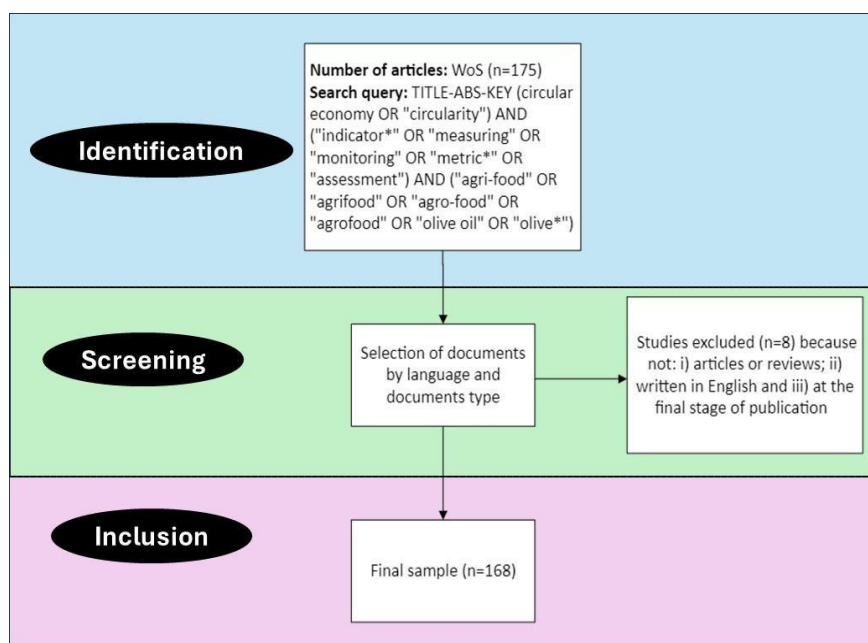 Number of articles: WoS (n=175)
Search query: TITLE-ABS-KEY (circular
economy OR "circularity") AND
("indicator*" OR "measuring" OR
"monitoring" OR "metric*" OR
"assessment") AND ("agri-food" OR
"agrifood" OR "agro-food" OR
"agrofood" OR "olive oil" OR "olive*")
Identification
Screening
Selection of documents
by language and
documents type
Studies excluded (n=8) because
not: i) articles or reviews; ii)
written in English and iii) at the
final stage of publication
Inclusion
Final sample (n=168)